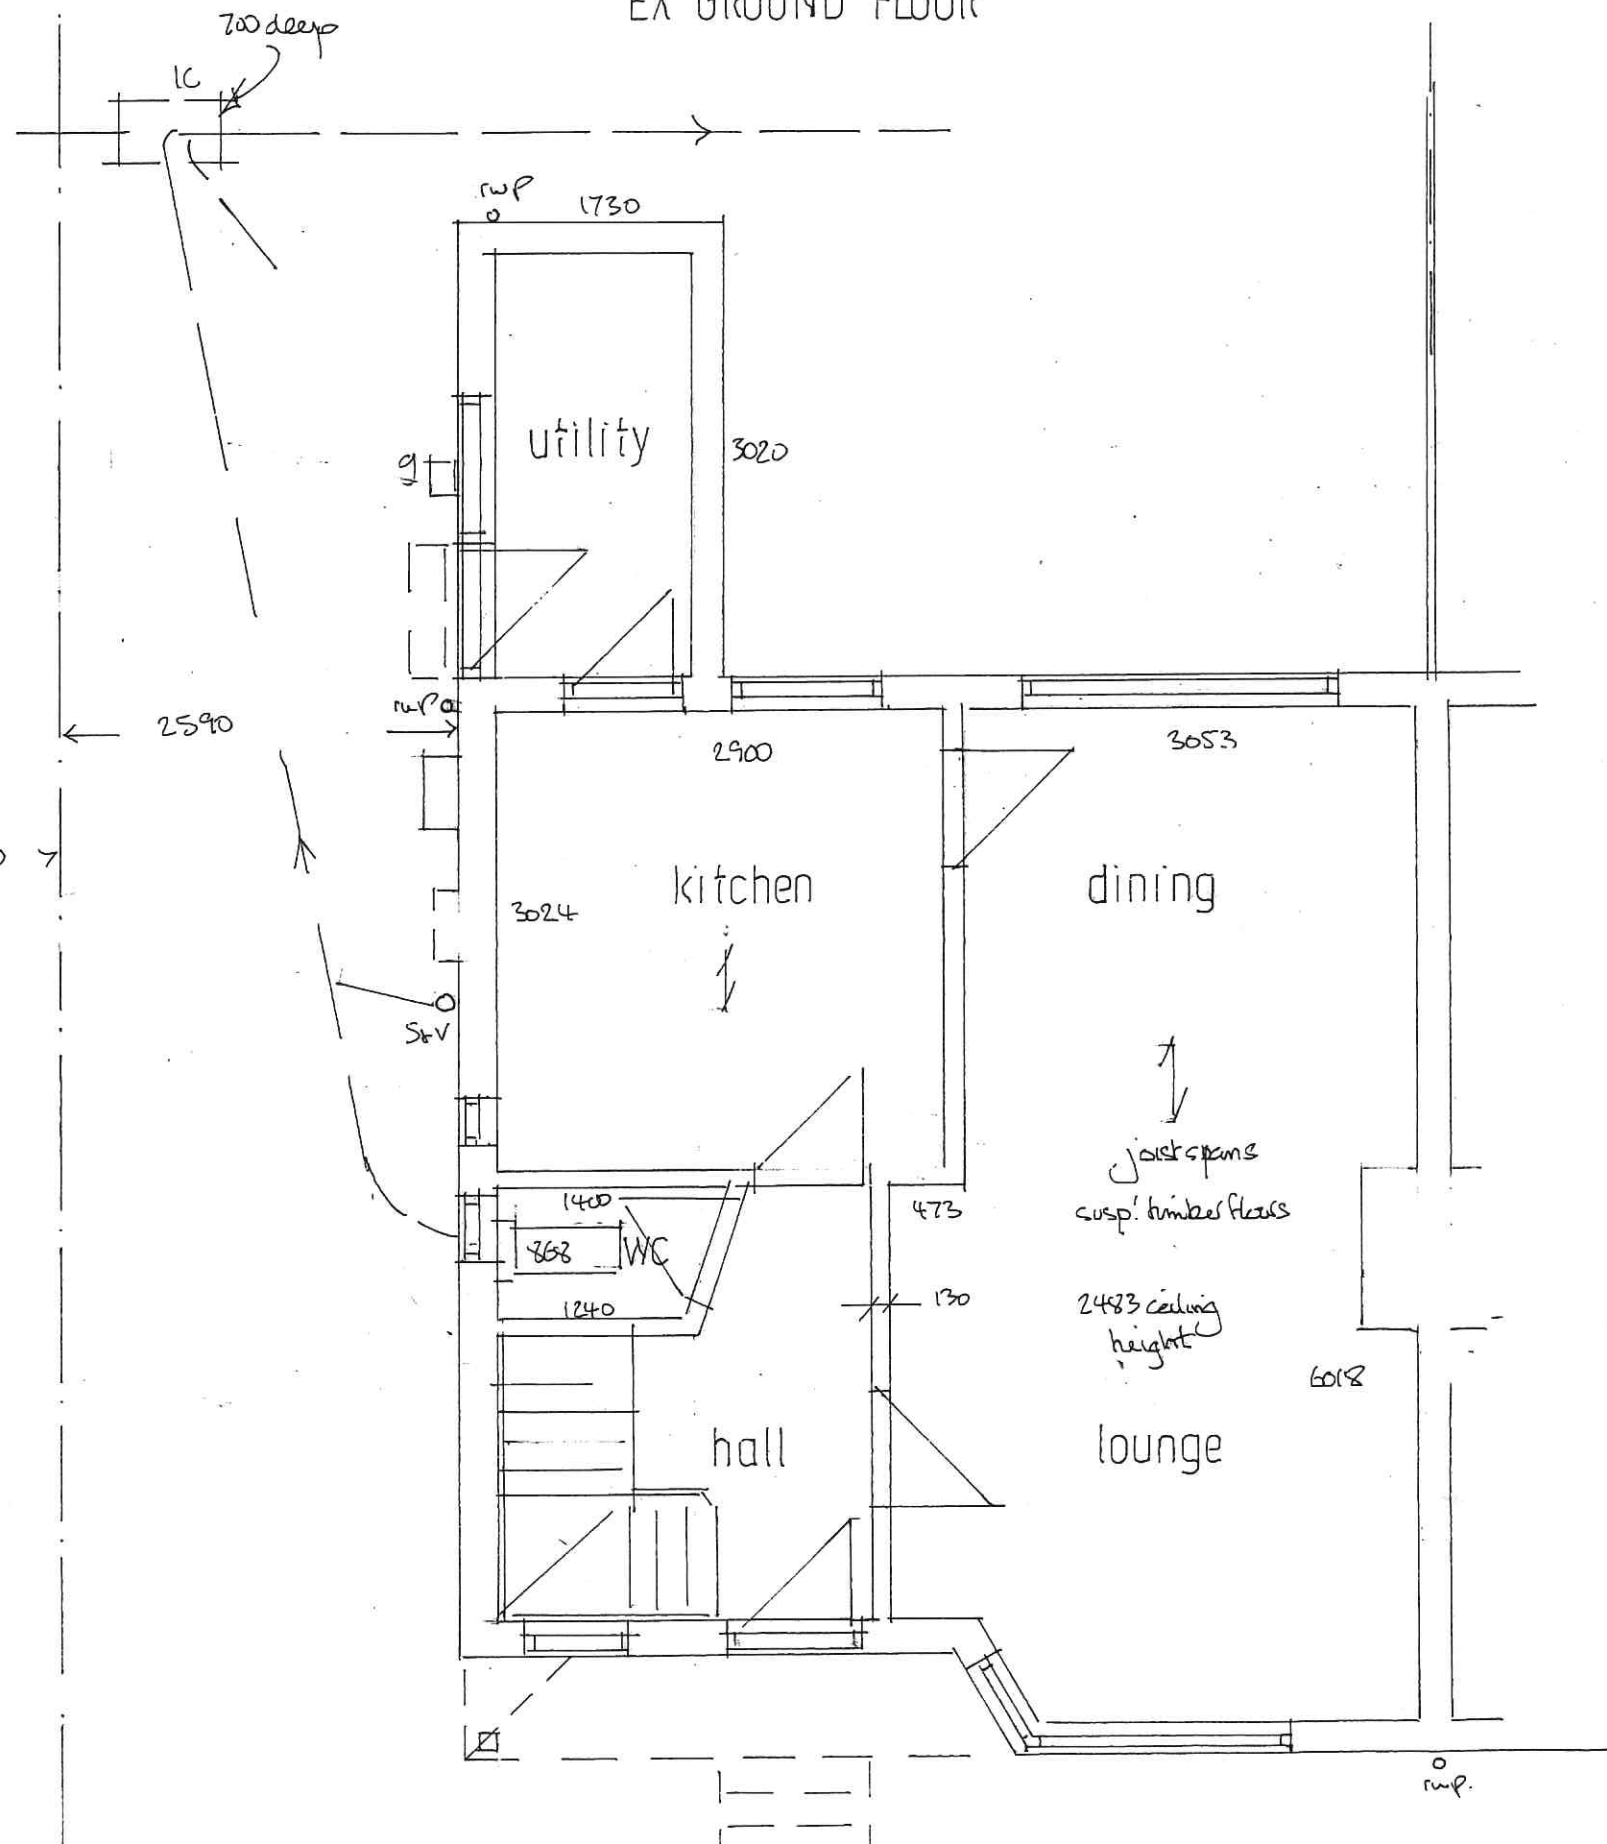 EX GROUND FLOOR
700 deep
IC
rwp
1730
utility
3020
g
rwp
2590
2900
3053
kitchen
dining
3024
S&V
joist spans
susp! timber floors
1400
473
868
WC
1240
130
2483 ceiling
height
6018
hall
lounge
rwp.